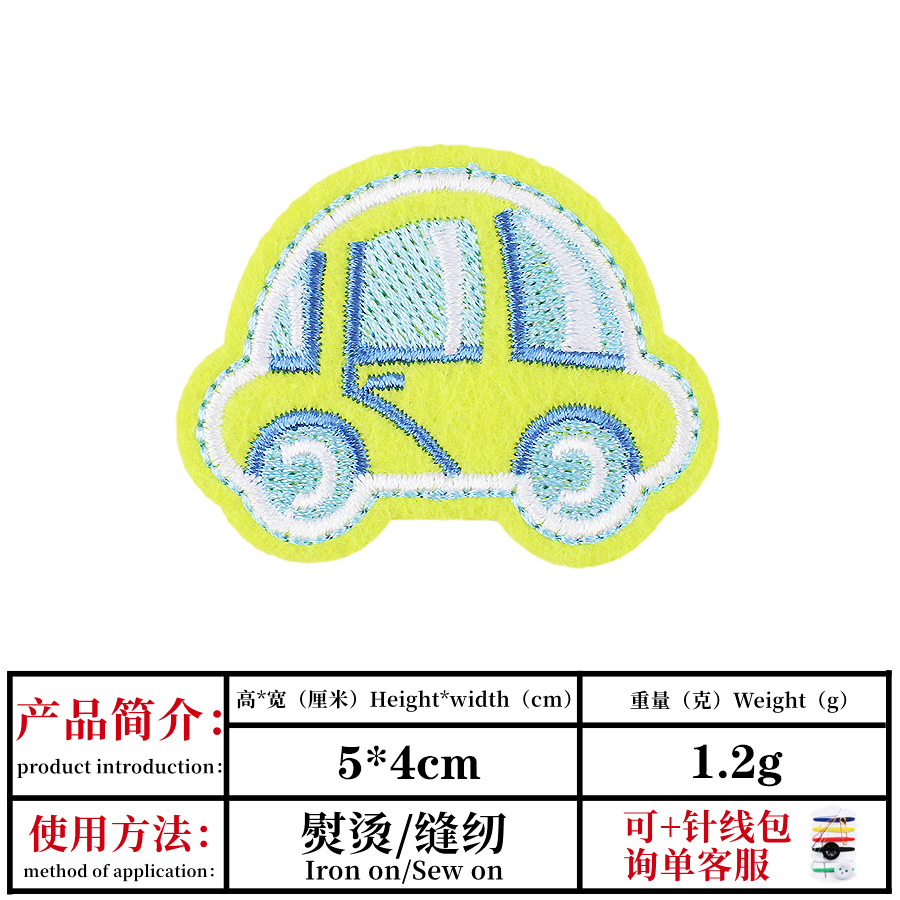 产品简介：
product introduction：
高*宽（厘米）Height*width（cm）
重量（克）Weight（g）
5*4cm
1.2g
使用方法：
method of application：
熨烫/缝纫
Iron on/Sew on
可+针线包
询单客服